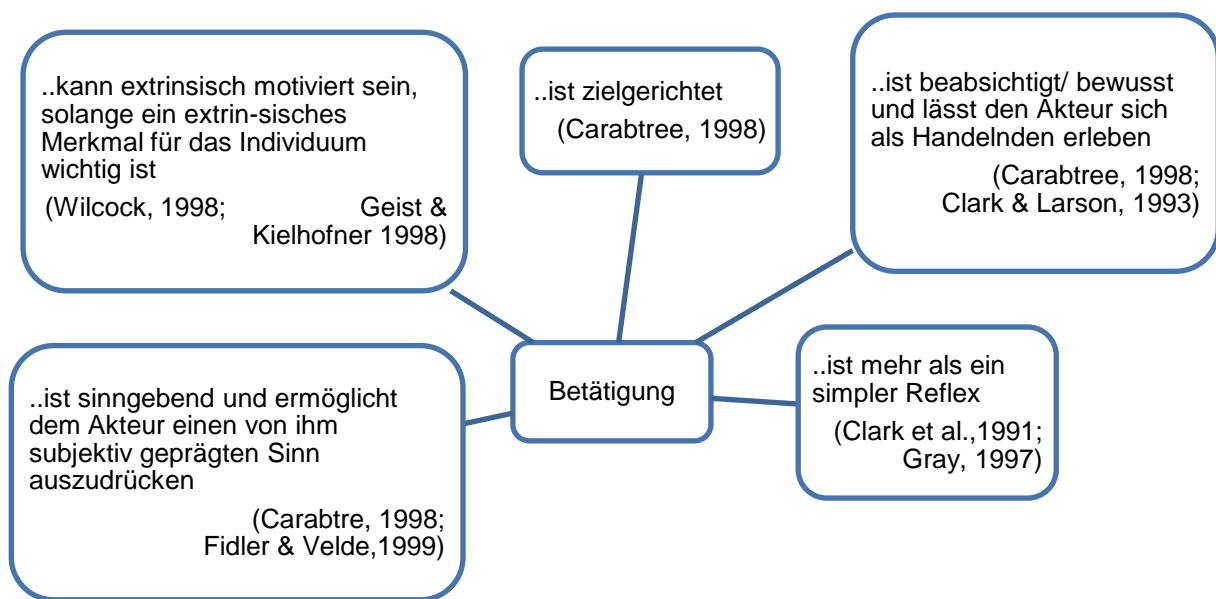 ..kann extrinsisch motiviert sein,
solange ein extrin-sisches
Merkmal für das Individuum
wichtig ist
(Wilcock, 1998; Geist &
Kielhofner 1998)
..ist zielgerichtet
(Carabtree, 1998)
..ist beabsichtigt/ bewusst
und lässt den Akteur sich
als Handelnden erleben
(Carabtree, 1998;
Clark & Larson, 1993)
Betätigung
..ist sinngebend und ermöglicht
dem Akteur einen von ihm
subjektiv geprägten Sinn
auszudrücken
(Carabtre, 1998;
Fidler & Velde,1999)
..ist mehr als ein
simpler Reflex
(Clark et al.,1991;
Gray, 1997)